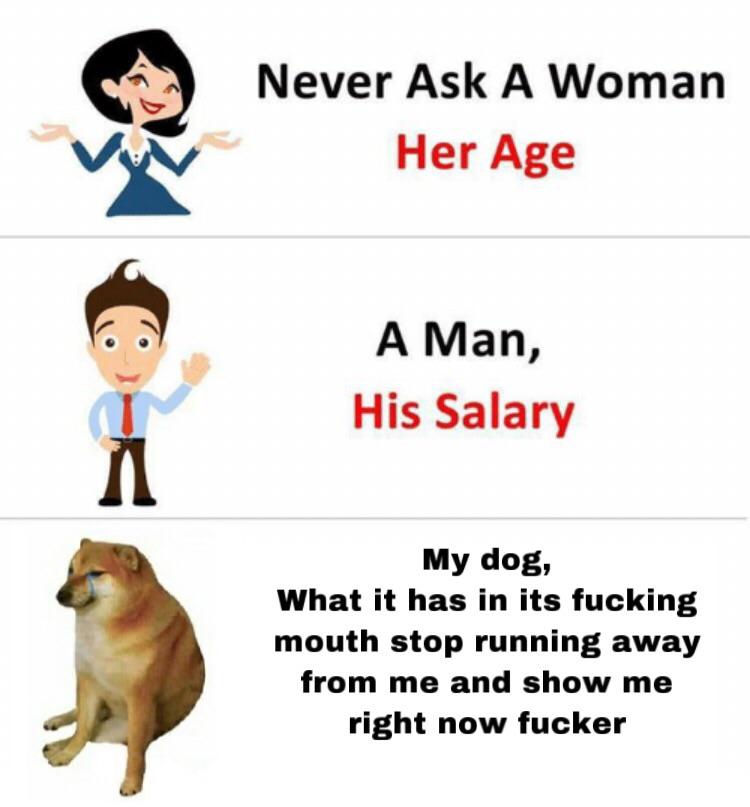 Never Ask A Woman
Her Age
A Man,
His Salary
My dog,
What it has in its fucking
mouth stop running away
from me and show me
right now fucker